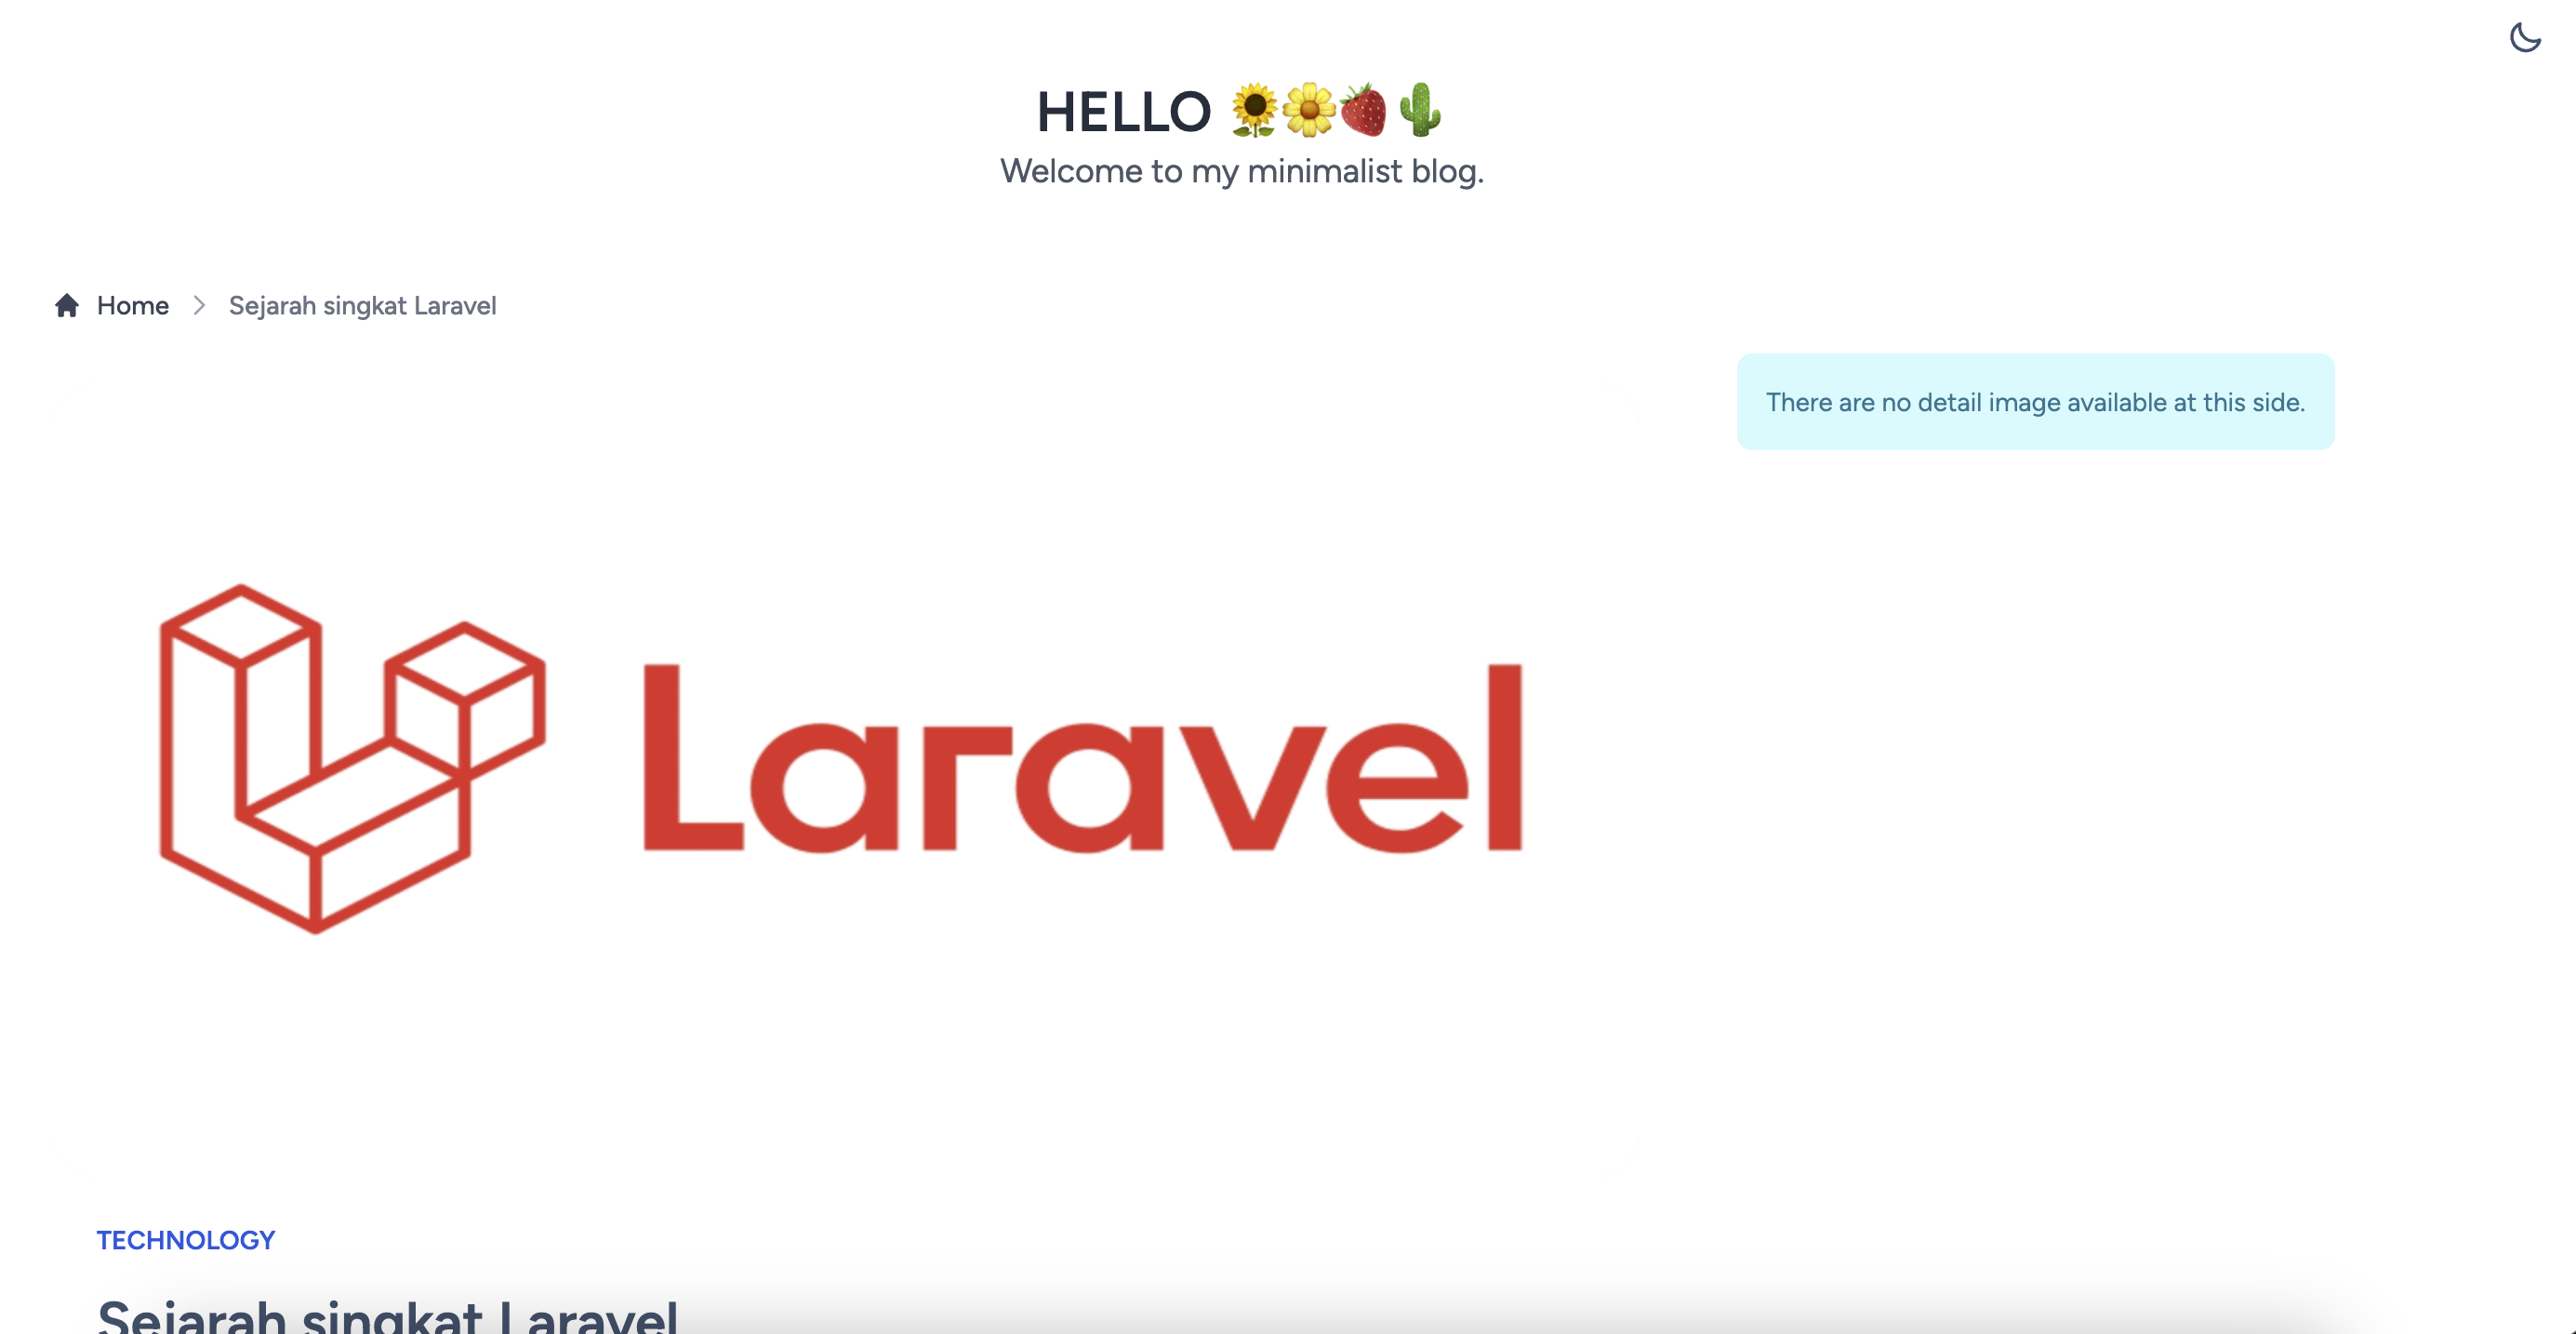 HELLO 🌻🌼🍓🌵
Welcome to my minimalist blog.
Home > Sejarah singkat Laravel
There are no detail image available at this side.
Laravel
TECHNOLOGY
Sejarah singkat Laravel